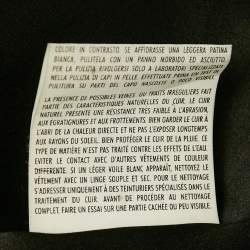 COLORE IN CONTRASTO. SE AFFIORASSE UNA LEGGERA PATINA
BIANCA, PULITELA CON UN PANNO MORBIDO ED ASCIUTTO.
PER LA PULIZIA RIVOLGERSI SOLO A LABORATORI SPECIALIZZATI
NELLA PULIZIA DI CAPI IN PELLE. EFFETTUATE PRIMA UN TEST DI
PULITURA SU PARTI DEL CAPO NASCOSTE O POCO VISIBILI.
LA PRESENCE DU POSSIBLES VEINES OU TRAITS IRRÉGULIERS FAIT
PARTIE DES CARACTÉRISTIQUES NATURELLES DU CUIR. LE CUIR
NATUREL PRÉSENTE UNE RÉSISTANCE TRÈS FAIBLE À L'ABRASION,
AUX ÉGRATIGNURES ET AUX FROTTEMENTS. BIEN GARDER LE CUIR À
L'ABRI DE LA CHALEUR DIRECTE ET NE PAS L'EXPOSER LONGTEMPS
AUX RAYONS DU SOLEIL. BIEN PROTÉGER LE CUIR DE LA PLUIE. CE
TYPE DE MATIÈRE N'EST PAS TRAITÉ CONTRE LES EFFETS DE L'EAU.
EVITER LE CONTACT AVEC D'AUTRES VÊTEMENTS DE COULEUR
DIFFERENTE. SI UN LÉGER VOILE BLANC APPARAÎT, NETTOYEZ LE
VÊTEMENT AVEC UN LINGE SOUPLE ET SEC. POUR LE NETTOYAGE
S'ADRESSER UNIQUEMENT À DES TEINTURIERS SPÉCIALISÉS DANS LE
TRAITEMENT DU CUIR. AVANT DE PROCÉDER AU NETTOYAGE
COMPLET, FAIRE UN ESSAI SUR UNE PARTIE CACHÉE OU PEU VISIBLE.